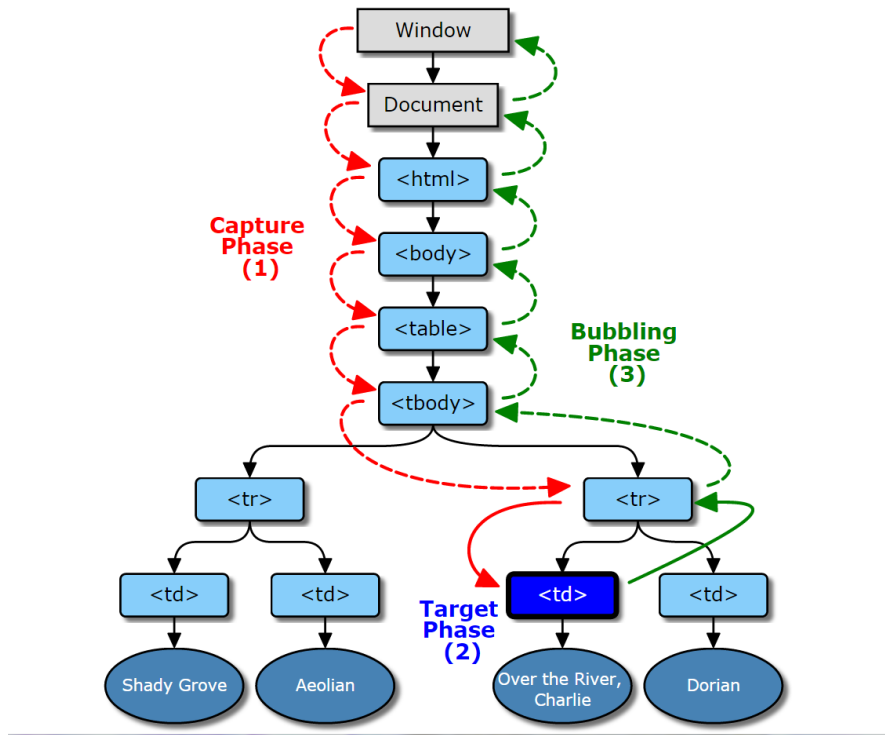 Window
Document
<html>
Capture
Phase
(1)
<body>
<table>
Bubbling
Phase
(3)
<tbody>
<tr>
<tr>
<td>
<td>
<td>
<td>
Target
Phase
(2)
Shady Grove
Aeolian
Over the River,
Charlie
Dorian